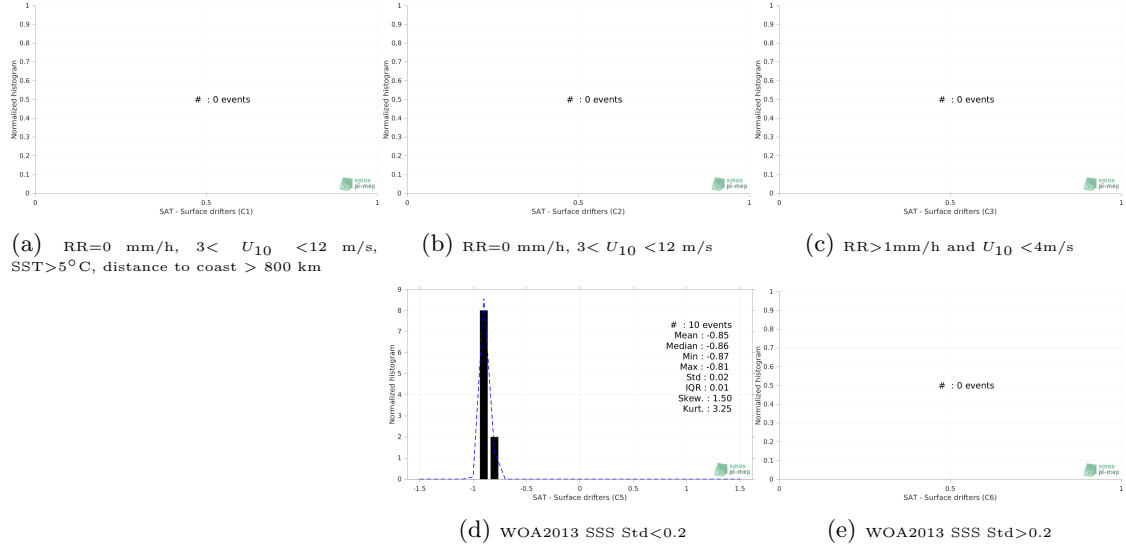 1
0.9
0.8
0.7
0.6
0.5
0.4
0.3
0.2
0.1
0
Normalized histogram
# : 0 events
smos
pi-mep
0 0.5 1
SAT - Surface drifters (C1)
(a) RR=0 mm/h, 3< U10 <12 m/s,
SST>5°C, distance to coast > 800 km
1
0.9
0.8
0.7
0.6
0.5
0.4
0.3
0.2
0.1
0
Normalized histogram
# : 0 events
smos
pi-mep
0 0.5 1
SAT - Surface drifters (C2)
(b) RR=0 mm/h, 3< U10 <12 m/s
1
0.9
0.8
0.7
0.6
0.5
0.4
0.3
0.2
0.1
0
Normalized histogram
# : 0 events
smos
pi-mep
0 0.5 1
SAT - Surface drifters (C3)
(c) RR>1mm/h and U10 <4m/s
9
8
7
6
5
4
3
2
1
0
Normalized histogram
# : 10 events
Mean : -0.85
Median : -0.86
Min : -0.87
Max : -0.81
Std : 0.02
IQR : 0.01
Skew. : 1.50
Kurt. : 3.25
smos
pi-mep
-1.5 -1 -0.5 0 0.5 1 1.5
SAT - Surface drifters (C5)
(d) WOA2013 SSS Std<0.2
1
0.9
0.8
0.7
0.6
0.5
0.4
0.3
0.2
0.1
0
Normalized histogram
# : 0 events
smos
pi-mep
0 0.5 1
SAT - Surface drifters (C6)
(e) WOA2013 SSS Std>0.2